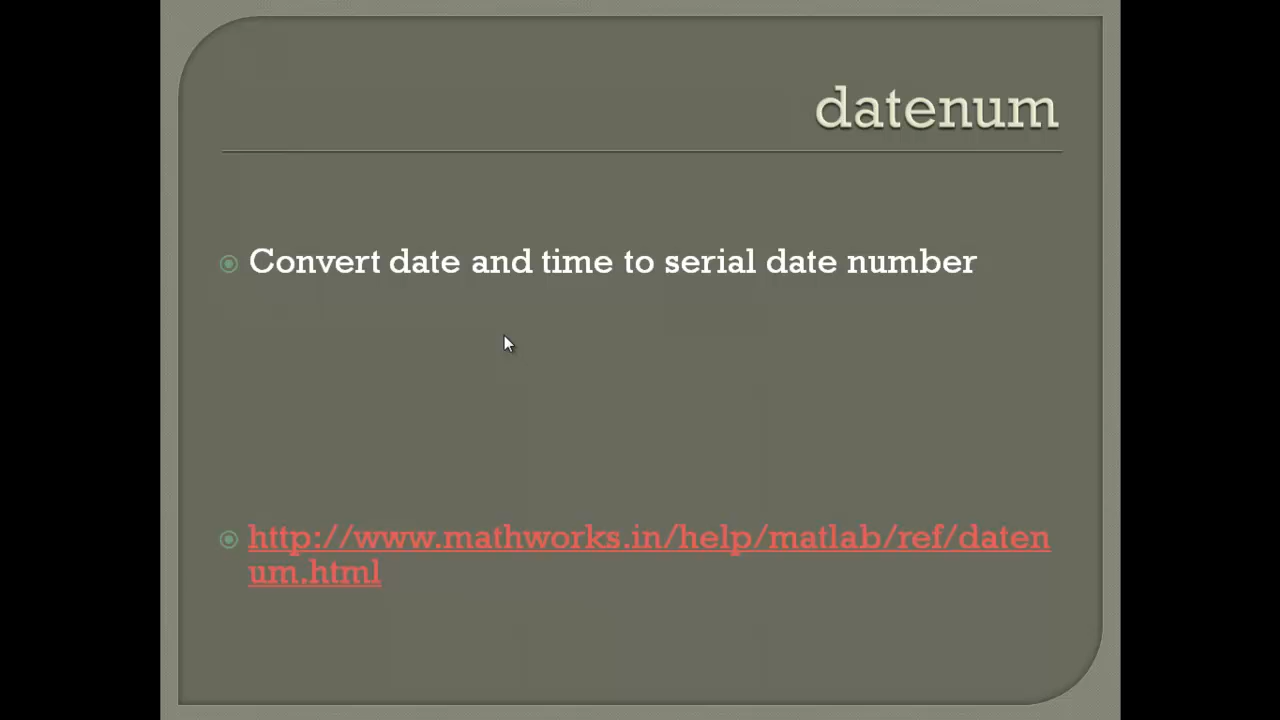 datenum
Convert date and time to serial date number
http://www.mathworks.in/help/matlab/ref/daten
um.html